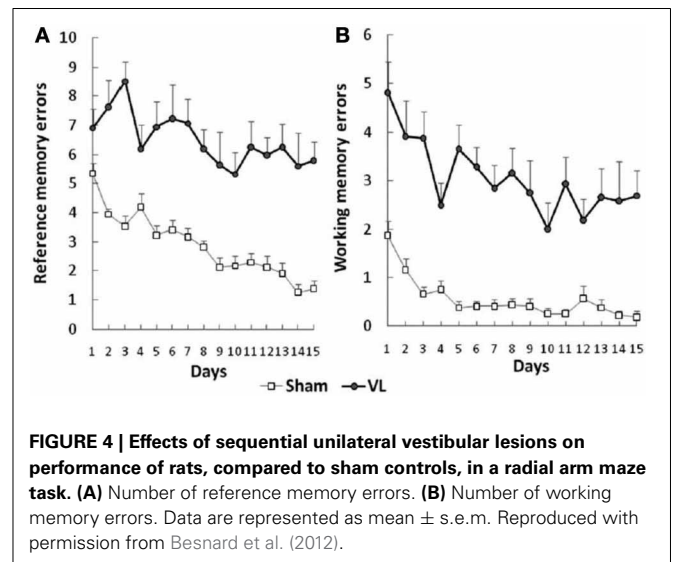 A
B
10
9
8
7
6
5
4
3
2
1
0
Reference memory errors
1 2 3 4 5 6 7 8 9 10 11 12 13 14 15
Days
6
5
4
3
2
1
0
Working memory errors
1 2 3 4 5 6 7 8 9 10 11 12 13 14 15
Days
Sham VL
FIGURE 4 | Effects of sequential unilateral vestibular lesions on
performance of rats, compared to sham controls, in a radial arm maze
task. (A) Number of reference memory errors. (B) Number of working
memory errors. Data are represented as mean ± s.e.m. Reproduced with
permission from Besnard et al. (2012).